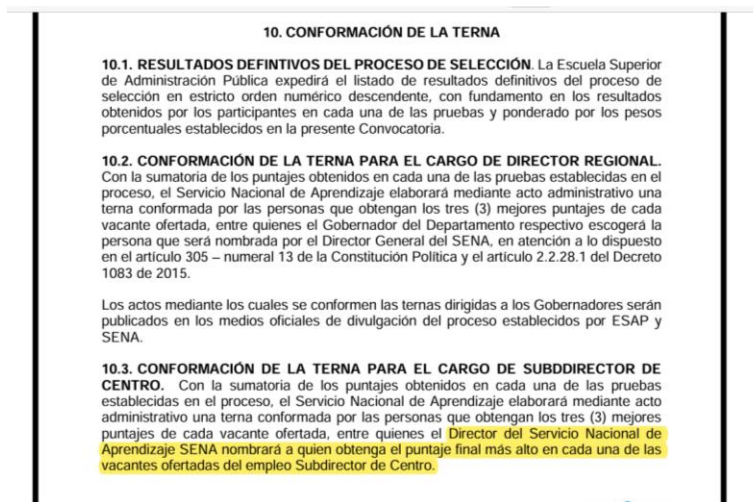 10. CONFORMACIÓN DE LA TERNA
10.1. RESULTADOS DEFINTIVOS DEL PROCESO DE SELECCIÓN. La Escuela Superior
de Administración Pública expedirá el listado de resultados definitivos del proceso de
selección en estricto orden numérico descendente, con fundamento en los resultados
obtenidos por los participantes en cada una de las pruebas y ponderado por los pesos
porcentuales establecidos en la presente Convocatoria.
10.2. CONFORMACIÓN DE LA TERNA PARA EL CARGO DE DIRECTOR REGIONAL.
Con la sumatoria de los puntajes obtenidos en cada una de las pruebas establecidas en el
proceso, el Servicio Nacional de Aprendizaje elaborará mediante acto administrativo una
terna conformada por las personas que obtengan los tres (3) mejores puntajes de cada
vacante ofertada, entre quienes el Gobernador del Departamento respectivo escogerá la
persona que será nombrada por el Director General del SENA, en atención a lo dispuesto
en el artículo 305 – numeral 13 de la Constitución Política y el artículo 2.2.28.1 del Decreto
1083 de 2015.
Los actos mediante los cuales se conformen las ternas dirigidas a los Gobernadores serán
publicados en los medios oficiales de divulgación del proceso establecidos por ESAP y
SENA.
10.3. CONFORMACIÓN DE LA TERNA PARA EL CARGO DE SUBDDIRECTOR DE
CENTRO. Con la sumatoria de los puntajes obtenidos en cada una de las pruebas
establecidas en el proceso, el Servicio Nacional de Aprendizaje elaborará mediante acto
administrativo una terna conformada por las personas que obtengan los tres (3) mejores
puntajes de cada vacante ofertada, entre quienes el Director del Servicio Nacional de
Aprendizaje SENA nombrará a quien obtenga el puntaje final más alto en cada una de las
vacantes ofertadas del empleo Subdirector de Centro.